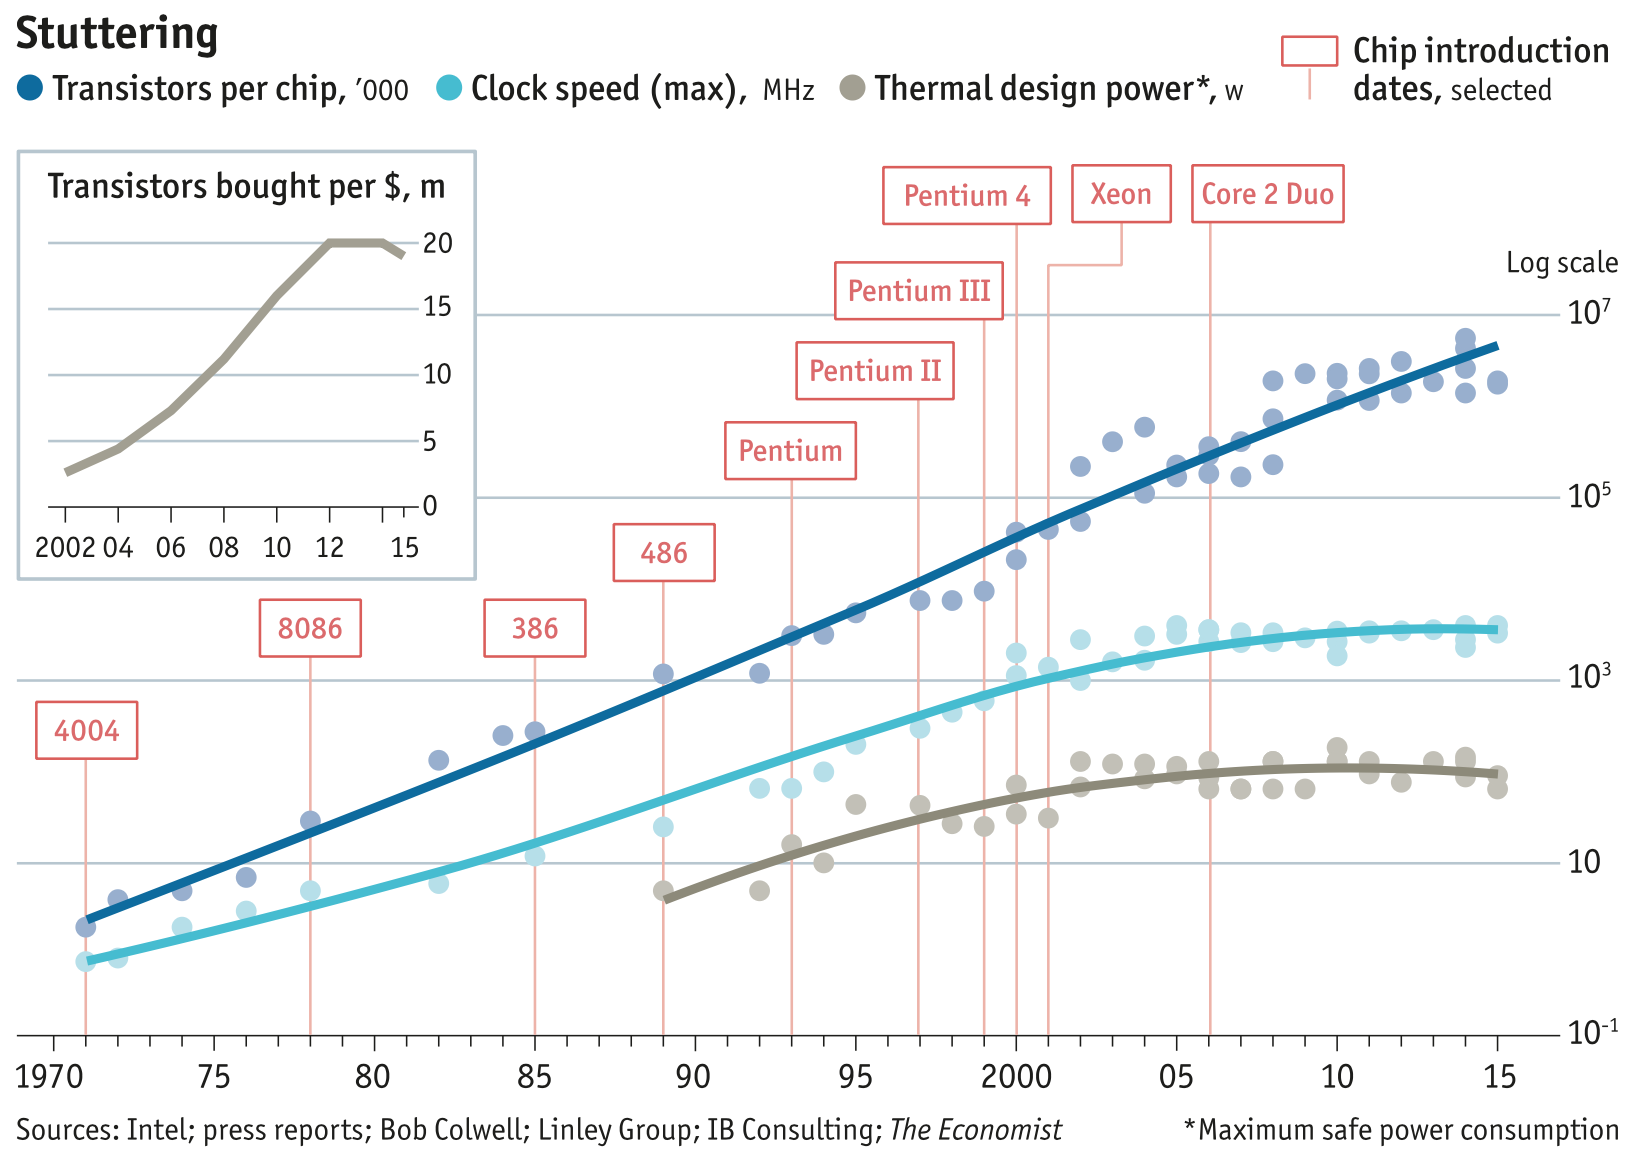 Stuttering
Transistors per chip, ’000 Clock speed (max), MHz Thermal design power*, W
Chip introduction
dates, selected
Transistors bought per $, m
20
15
10
5
0
2002 04 06 08 10 12 15
Pentium 4 Xeon Core 2 Duo
Pentium III
Pentium II
Pentium
486
8086 386
4004
Log scale
10⁷
10⁵
10³
10
10⁻¹
1970 75 80 85 90 95 2000 05 10 15
Sources: Intel; press reports; Bob Colwell; Linley Group; IB Consulting; The Economist *Maximum safe power consumption